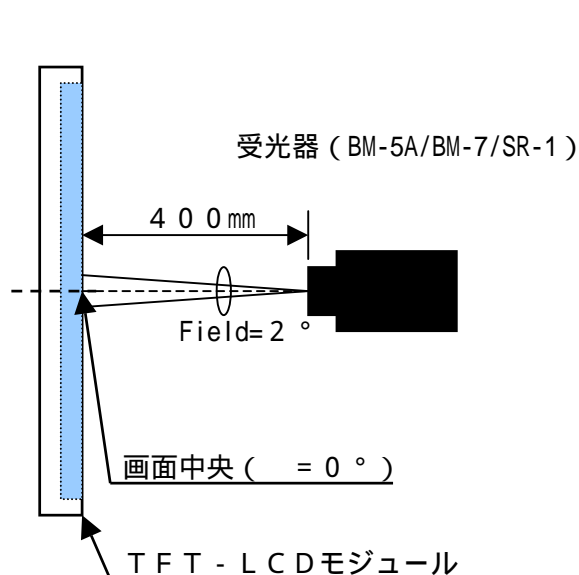 受光器(BM-5A/BM-7/SR-1)
400mm
Field=2°
画面中央( =0°)
TFT-LCDモジュール